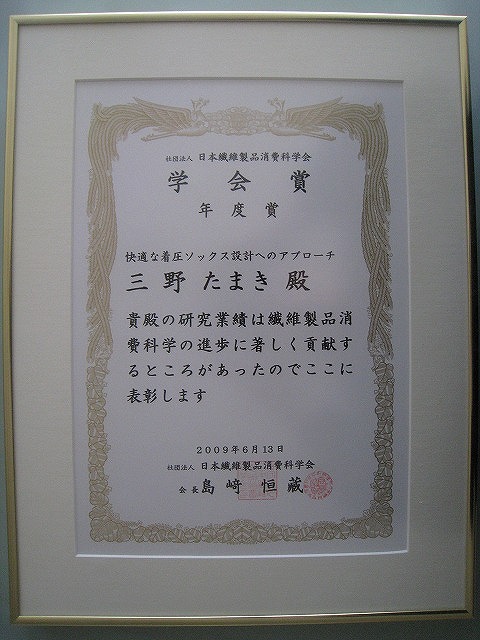 社団法人 日本繊維製品消費科学会
学会賞
年度賞
快適な着圧ソックス設計へのアプローチ
三野たまき殿
貴殿の研究業績は繊維製品消
費科学の進歩に著しく貢献す
るところがあったのでここに
表彰します
2009年6月13日
社団法人 日本繊維製品消費科学会
会長 島﨑 恒藏